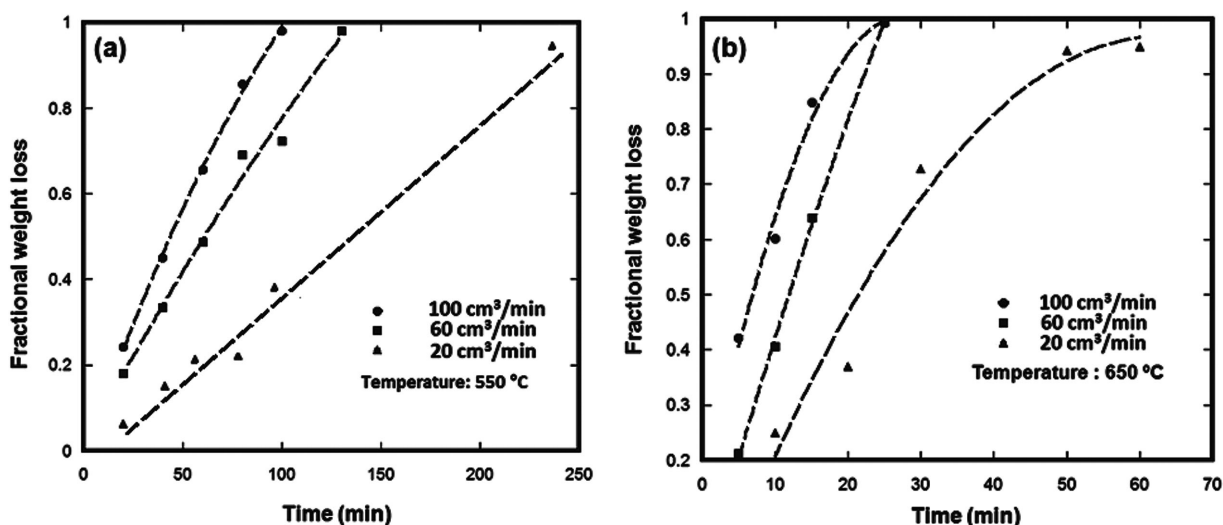 (a)
Fractional weight loss
1
0.8
0.6
0.4
0.2
0
0
50
100
150
200
250
Time (min)
100 cm³/min
60 cm³/min
20 cm³/min
Temperature: 550 °C
(b)
Fractional weight loss
1
0.9
0.8
0.7
0.6
0.5
0.4
0.3
0.2
0
10
20
30
40
50
60
70
Time (min)
100 cm³/min
60 cm³/min
20 cm³/min
Temperature : 650 °C